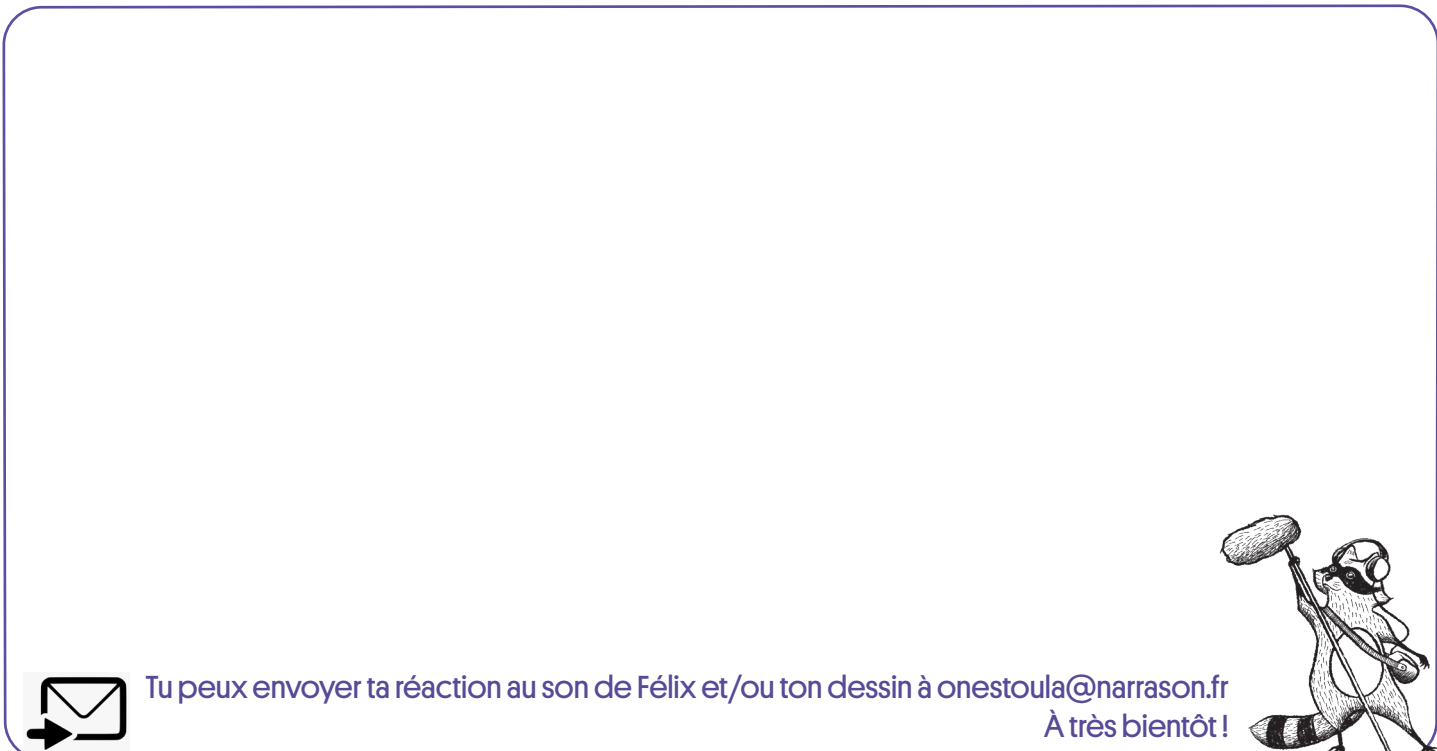 Tu peux envoyer ta réaction au son de Félix et/ou ton dessin à onestoula@narrason.fr
À très bientôt !